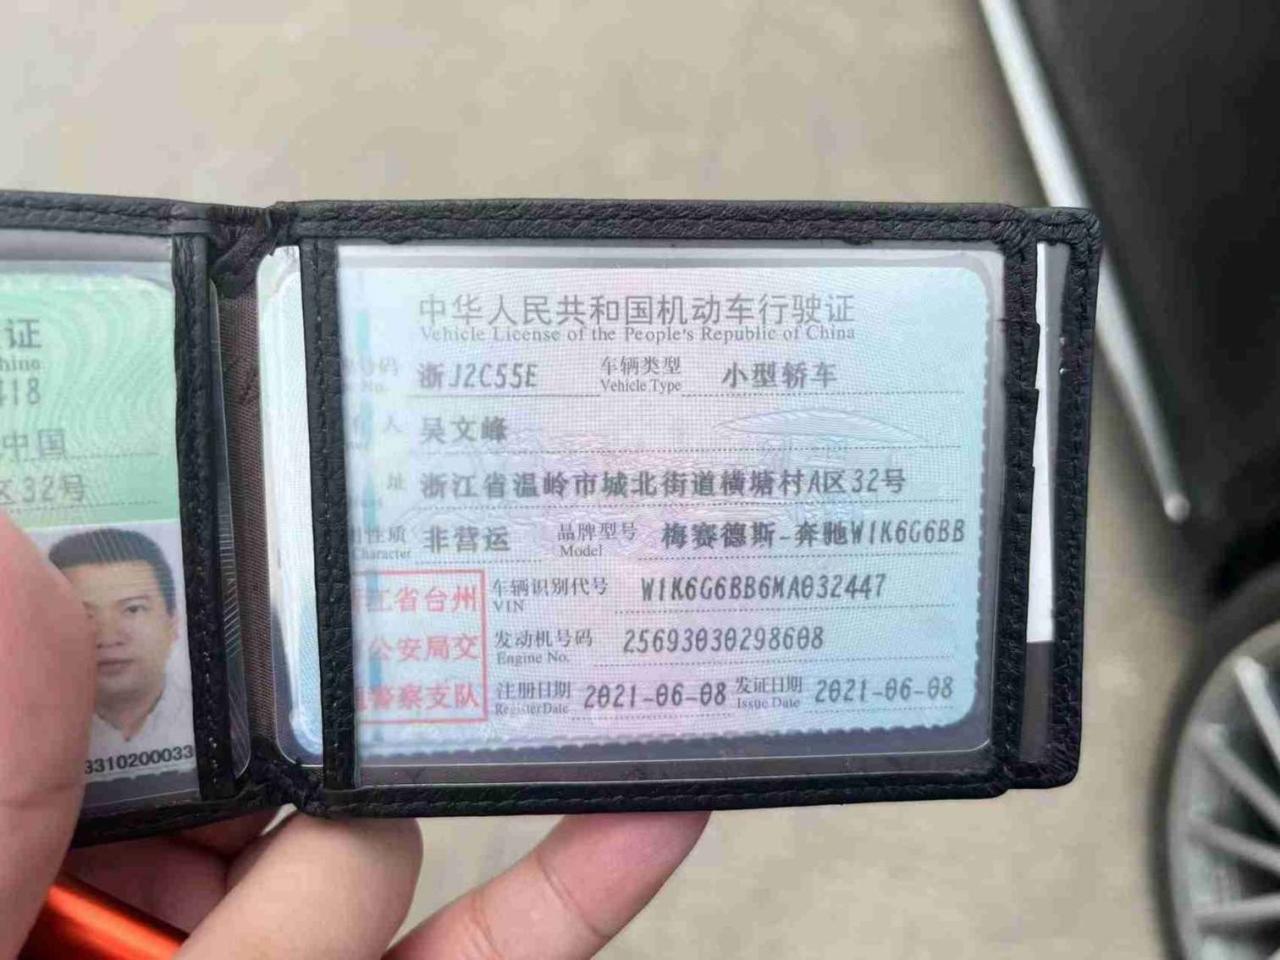 证
418
中国
区32号
3310200033
中华人民共和国机动车行驶证
Vehicle License of the People's Republic of China
号码 浙J2C55E 车辆类型 小型轿车
No. Vehicle Type
人 吴文峰
址 浙江省温岭市城北街道横塘村A区32号
性质 非营运 品牌型号 梅赛德斯-奔驰W1K6G6BB
Character Model
江省台州 车辆识别代号 W1K6G6BB6MA032447
VIN
公安局交 发动机号码 25693030298608
Engine No.
警察支队 注册日期 2021-06-08 发证日期 2021-06-08
Register Date Issue Date